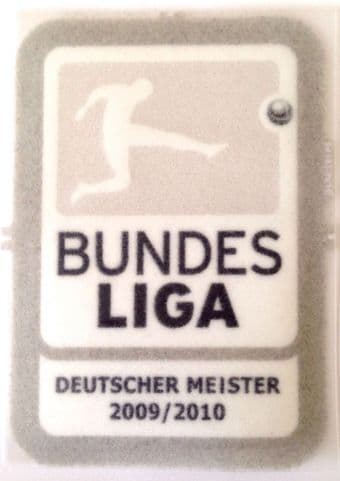 BUNDES
LIGA
DEUTSCHER MEISTER
2009/2010